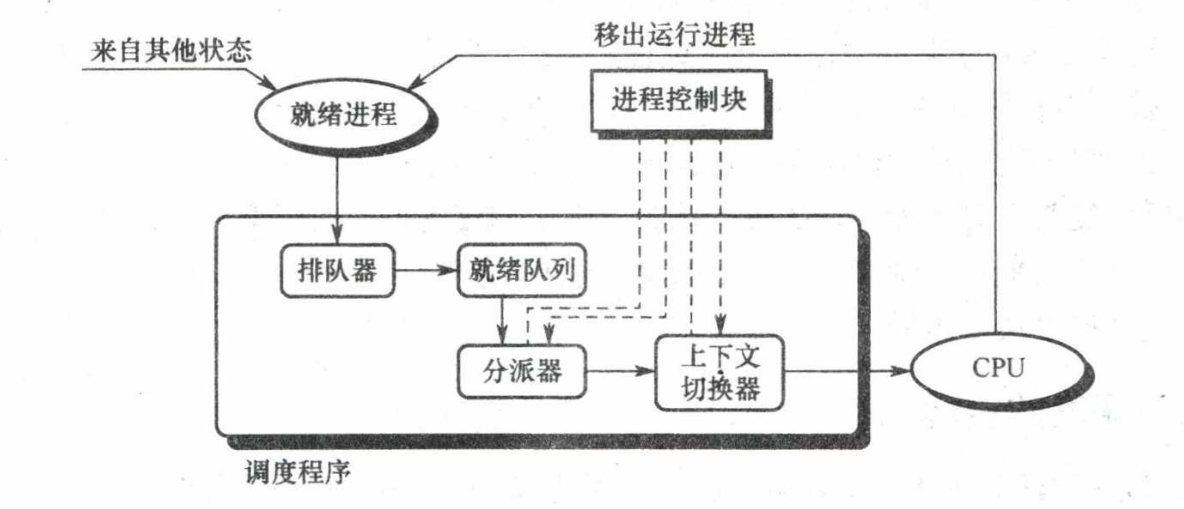 移出运行进程
来自其他状态
就绪进程
进程控制块
排队器
就绪队列
分派器
上下文
切换器
CPU
调度程序